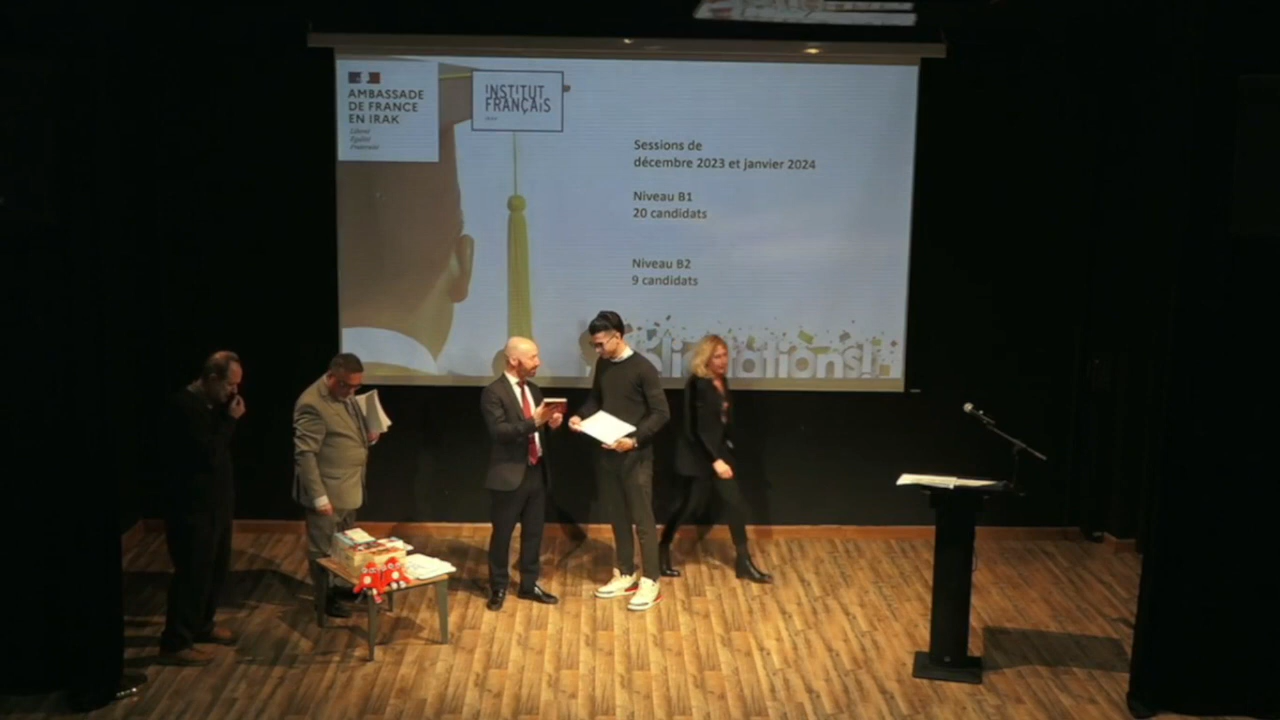 AMBASSADE
DE FRANCE
EN IRAK
Liberté
Égalité
Fraternité
INSTITUT
FRANÇAIS
Sessions de
décembre 2023 et janvier 2024
Niveau B1
20 candidats
Niveau B2
9 candidats